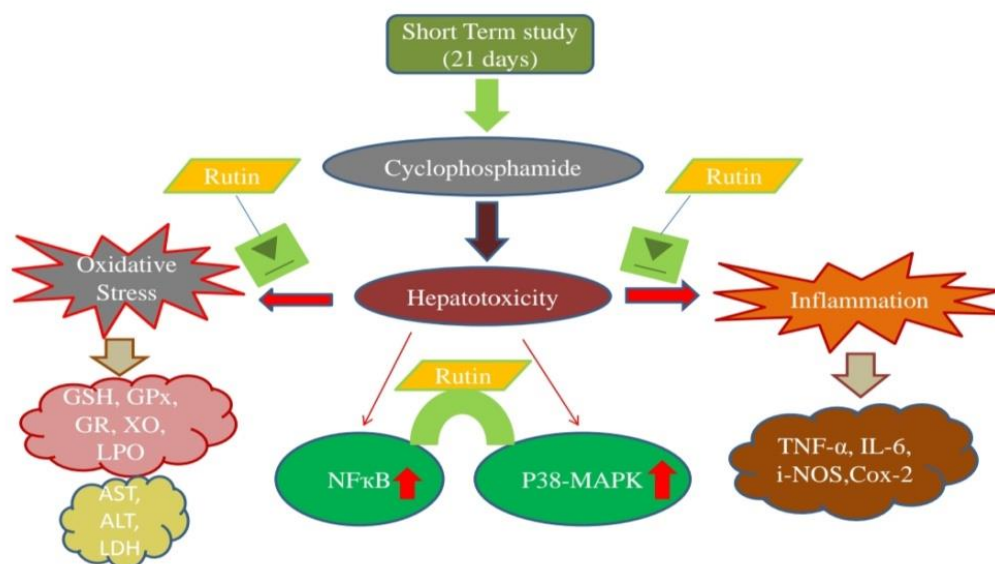 Short Term study
(21 days)
Cyclophosphamide
Rutin
Rutin
Oxidative
Stress
Hepatotoxicity
Inflammation
Rutin
GSH, GPx,
GR, XO,
LPO
NFκB
P38-MAPK
TNF-α, IL-6,
i-NOS,Cox-2
AST,
ALT,
LDH